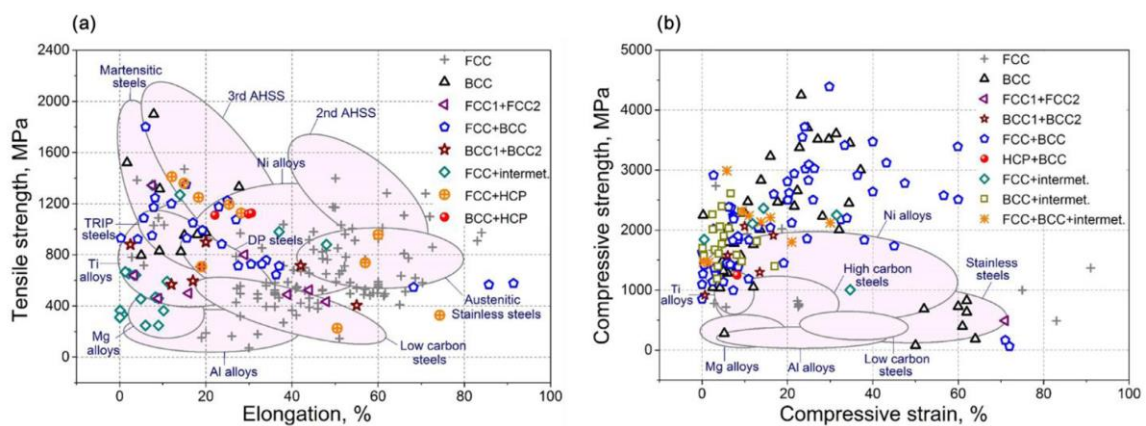 (a)
Tensile strength, MPa
2400
2000
1600
1200
800
400
0
Martensitic
steels
3rd AHSS
2nd AHSS
Ni alloys
TRIP
steels
DP steels
Ti
alloys
Mg
alloys
Al alloys
Low carbon
steels
Austenitic
Stainless steels
FCC
BCC
FCC1+FCC2
FCC+BCC
BCC1+BCC2
FCC+intermet.
FCC+HCP
BCC+HCP
0
20
40
60
80
100
Elongation, %
(b)
Compressive strength, MPa
5000
4000
3000
2000
1000
0
Ni alloys
High carbon
steels
Stainless
steels
Ti
alloys
Mg alloys
Al alloys
Low carbon
steels
FCC
BCC
FCC1+FCC2
BCC1+BCC2
FCC+BCC
HCP+BCC
FCC+intermet.
BCC+intermet.
FCC+BCC+intermet.
0
20
40
60
80
100
Compressive strain, %